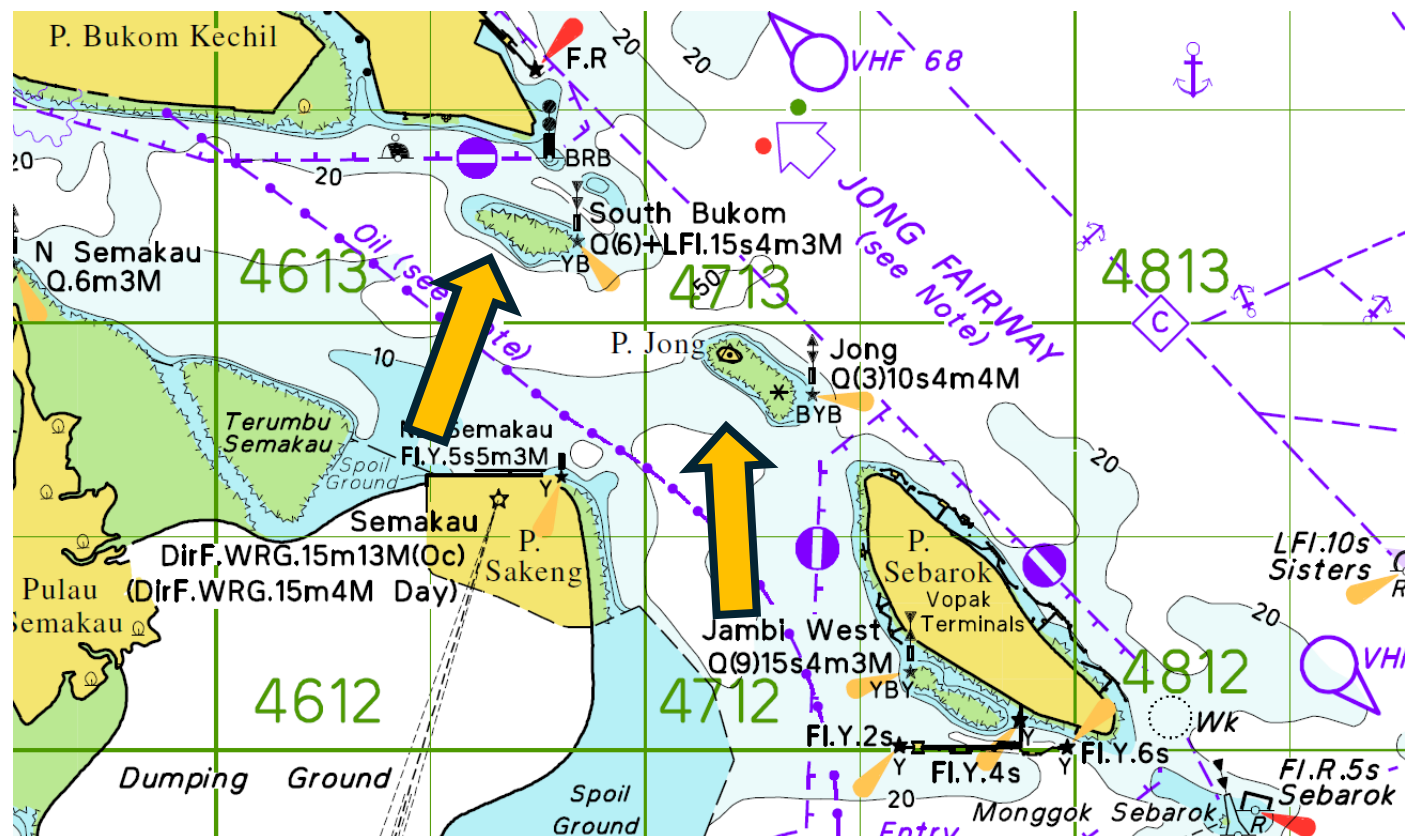 P. Bukom Kechil
F.R
20
20
VHF 68
BRB
20
20
JONG FAIRWAY
(see Note)
South Bukom
Q(6)+LFl.15s4m3M
YB
N Semakau
Q.6m3M
4613
Oil (see
ote)
4713
50
4813
C
P. Jong
Jong
Q(3)10s4m4M
BYB
10
Terumbu
Semakau
Spoil
Ground
Semakau
Fl.Y.5s5m3M
Y
20
Semakau
DirF.WRG.15m13M(Oc)
(DirF.WRG.15m4M Day)
P.
Sakeng
P.
Sebarok
Vopak
Terminals
LFl.10s
Sisters
R
Pulau
Semakau
Jambi West
Q(9)15s4m3M
YBY
20
4612
4712
4812
VH
Wk
Fl.Y.2s
Y
Fl.Y.4s
Y
Fl.Y.6s
Y
Dumping Ground
Spoil
Ground
20
Monggok Sebarok
Fl.R.5s
Sebarok
R
Entry